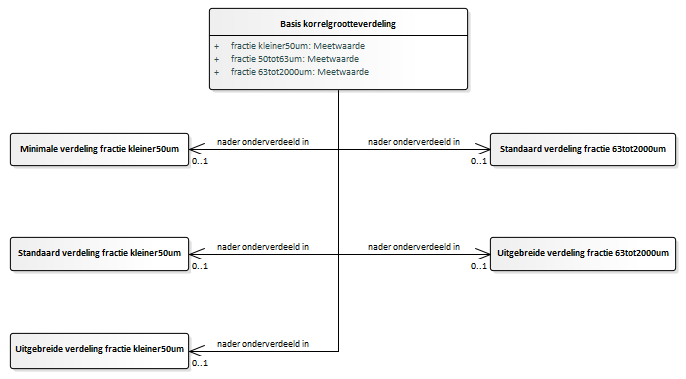 Basis korrelgrootteverdeling
+ fractie kleiner50um: Meetwaarde
+ fractie 50tot63um: Meetwaarde
+ fractie 63tot2000um: Meetwaarde
nader onderverdeeld in
nader onderverdeeld in
Minimale verdeling fractie kleiner50um
Standaard verdeling fractie 63tot2000um
0..1
0..1
nader onderverdeeld in
nader onderverdeeld in
Standaard verdeling fractie kleiner50um
Uitgebreide verdeling fractie 63tot2000um
0..1
0..1
nader onderverdeeld in
Uitgebreide verdeling fractie kleiner50um
0..1